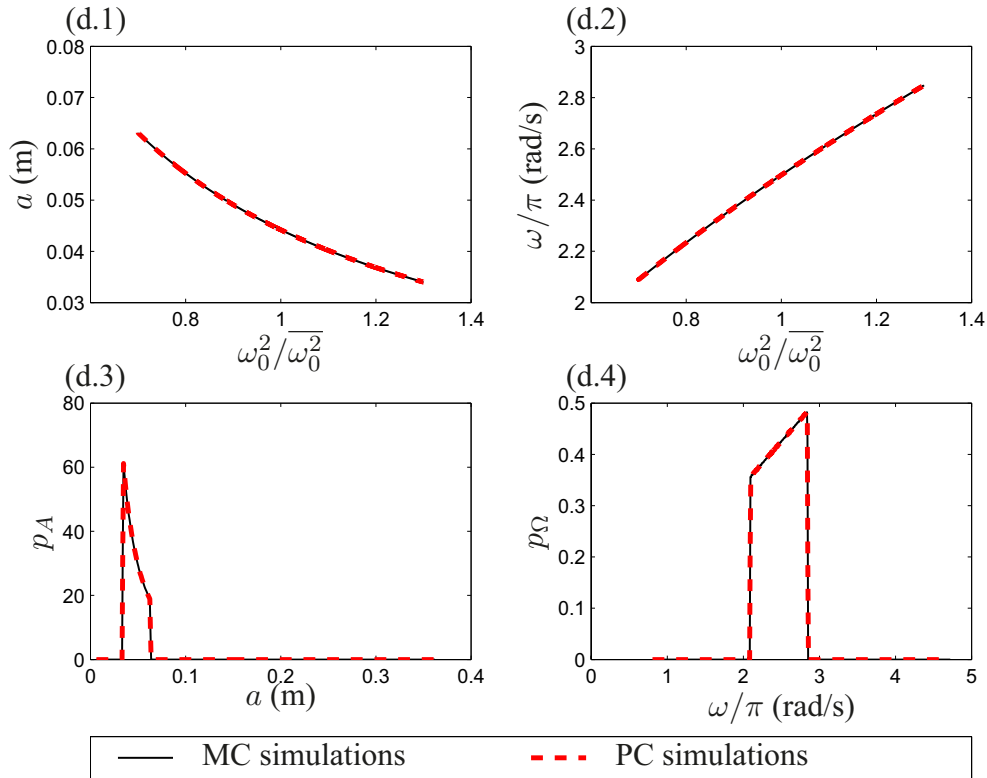 (d.1)
0.08
0.07
0.06
0.05
0.04
0.03
a (m)
0.8 1 1.2 1.4
ω₀²/\overline{ω₀²}
(d.2)
3
2.8
2.6
2.4
2.2
2
ω/π (rad/s)
0.8 1 1.2 1.4
ω₀²/\overline{ω₀²}
(d.3)
80
60
40
20
0
p_A
0 0.1 0.2 0.3 0.4
a (m)
(d.4)
0.5
0.4
0.3
0.2
0.1
0
p_Ω
0 1 2 3 4 5
ω/π (rad/s)
MC simulations PC simulations